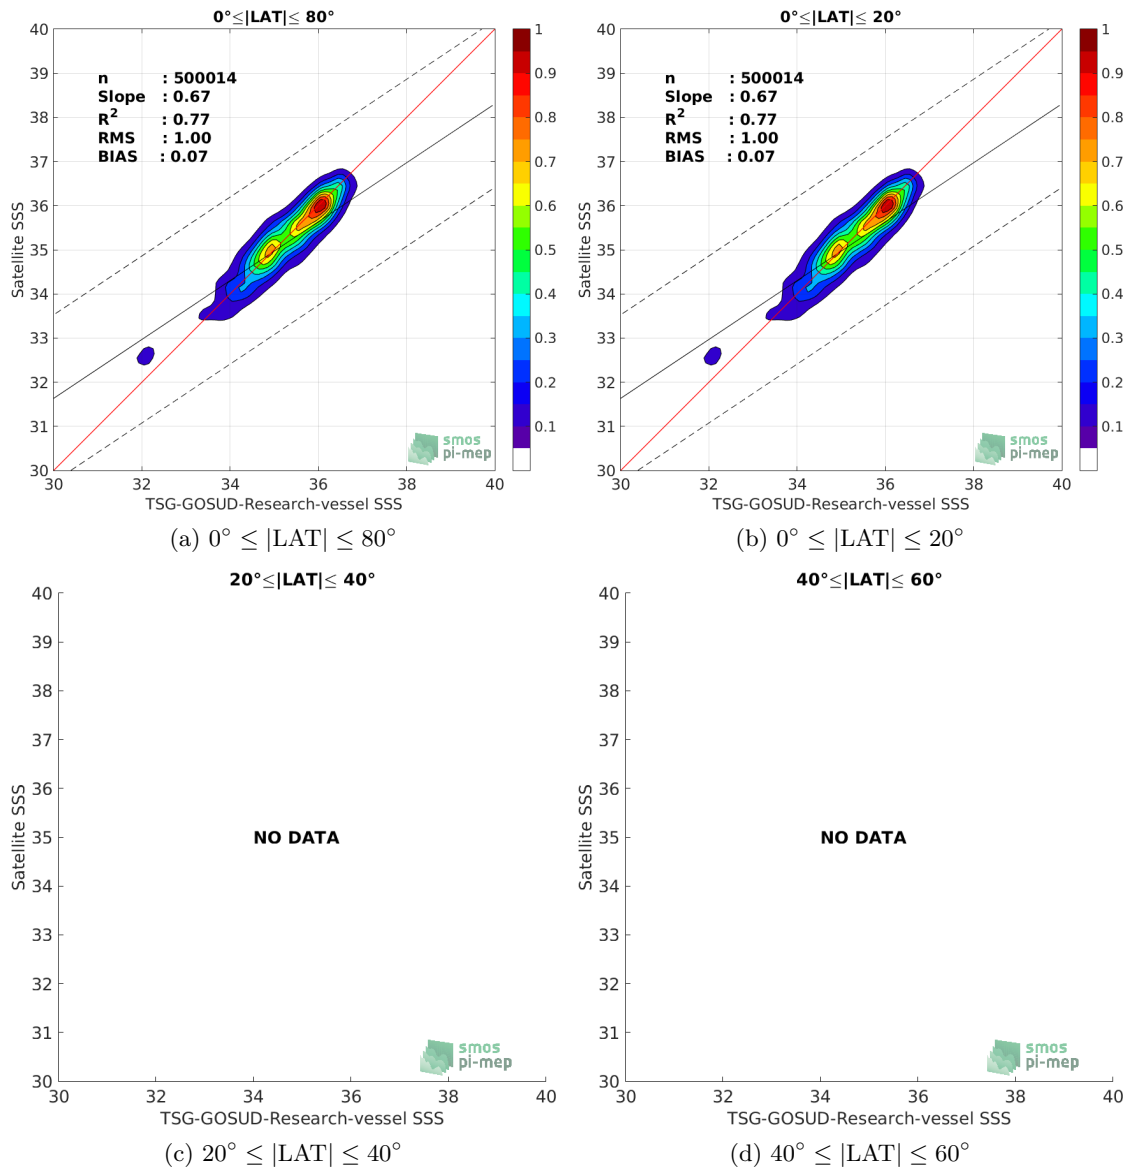 0°≤|LAT|≤ 80°
40
39
38
37
36
35
34
33
32
31
30
Satellite SSS
n : 500014
Slope : 0.67
R² : 0.77
RMS : 1.00
BIAS : 0.07
smos
pi-mep
30 32 34 36 38 40
TSG-GOSUD-Research-vessel SSS
1
0.9
0.8
0.7
0.6
0.5
0.4
0.3
0.2
0.1
(a) 0° ≤ |LAT| ≤ 80°
0°≤|LAT|≤ 20°
40
39
38
37
36
35
34
33
32
31
30
Satellite SSS
n : 500014
Slope : 0.67
R² : 0.77
RMS : 1.00
BIAS : 0.07
smos
pi-mep
30 32 34 36 38 40
TSG-GOSUD-Research-vessel SSS
1
0.9
0.8
0.7
0.6
0.5
0.4
0.3
0.2
0.1
(b) 0° ≤ |LAT| ≤ 20°
20°≤|LAT|≤ 40°
40
39
38
37
36
35
34
33
32
31
30
Satellite SSS
NO DATA
smos
pi-mep
30 32 34 36 38 40
TSG-GOSUD-Research-vessel SSS
(c) 20° ≤ |LAT| ≤ 40°
40°≤|LAT|≤ 60°
40
39
38
37
36
35
34
33
32
31
30
Satellite SSS
NO DATA
smos
pi-mep
30 32 34 36 38 40
TSG-GOSUD-Research-vessel SSS
(d) 40° ≤ |LAT| ≤ 60°